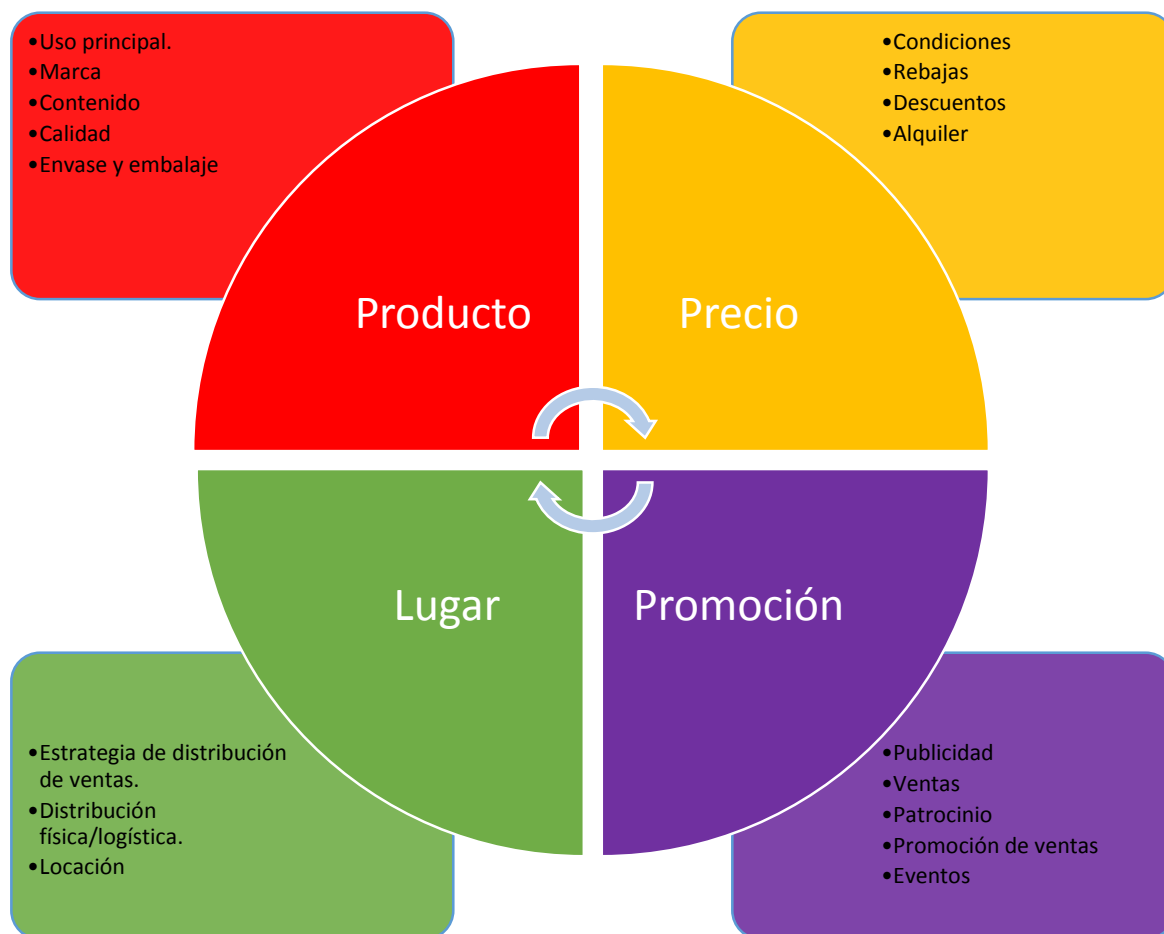 •Uso principal.
•Marca
•Contenido
•Calidad
•Envase y embalaje
•Condiciones
•Rebajas
•Descuentos
•Alquiler
Producto
Precio
Lugar
Promoción
•Estrategia de distribución
de ventas.
•Distribución
física/logística.
•Locación
•Publicidad
•Ventas
•Patrocinio
•Promoción de ventas
•Eventos